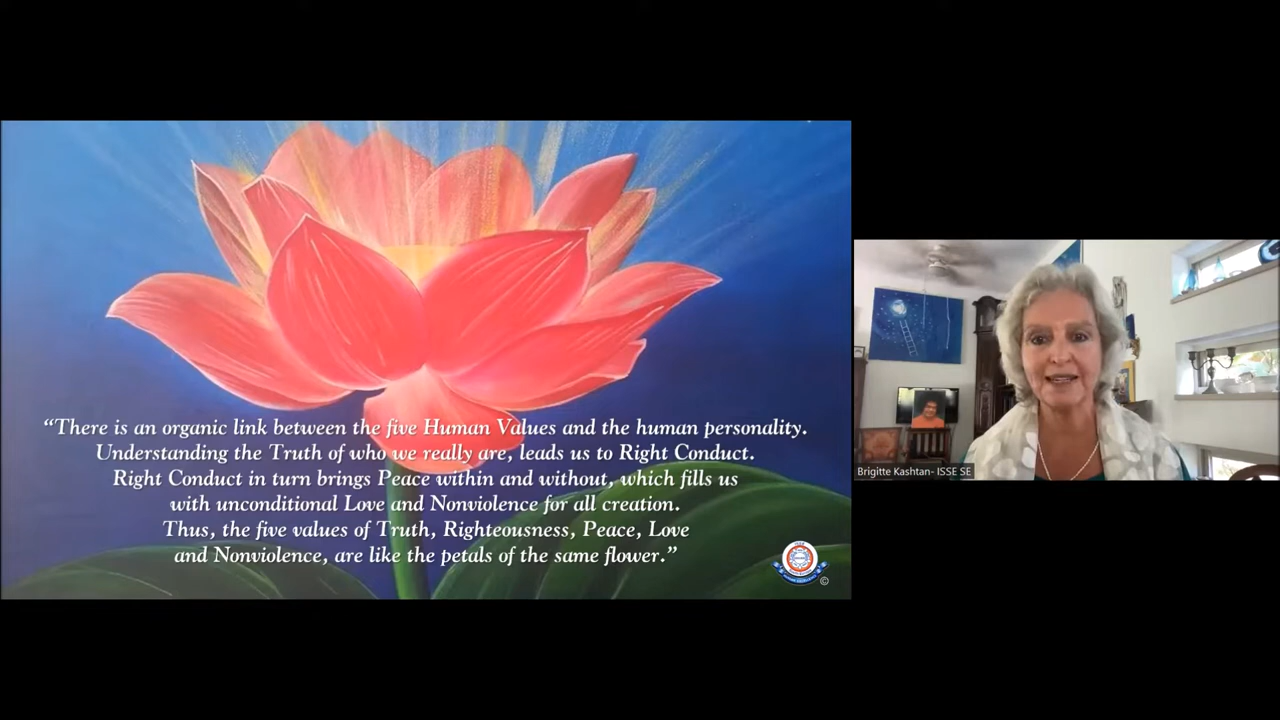 “There is an organic link between the five Human Values and the human personality.
Understanding the Truth of who we really are, leads us to Right Conduct.
Right Conduct in turn brings Peace within and without, which fills us
with unconditional Love and Nonviolence for all creation.
Thus, the five values of Truth, Righteousness, Peace, Love
and Nonviolence, are like the petals of the same flower.”
©
Brigitte Kashtan- ISSE SE